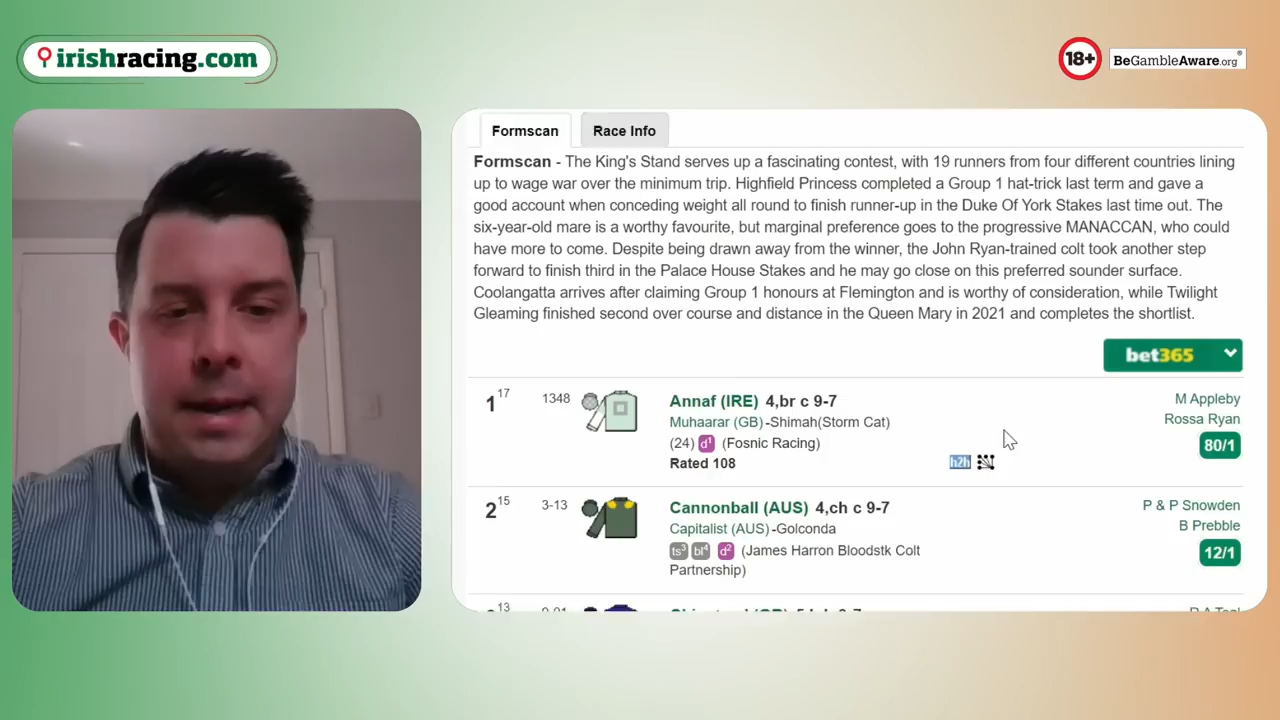 irishracing.com
18+
BeGambleAware.org®
Formscan
Race Info
Formscan - The King's Stand serves up a fascinating contest, with 19 runners from four different countries lining
up to wage war over the minimum trip. Highfield Princess completed a Group 1 hat-trick last term and gave a
good account when conceding weight all round to finish runner-up in the Duke Of York Stakes last time out. The
six-year-old mare is a worthy favourite, but marginal preference goes to the progressive MANACCAN, who could
have more to come. Despite being drawn away from the winner, the John Ryan-trained colt took another step
forward to finish third in the Palace House Stakes and he may go close on this preferred sounder surface.
Coolangatta arrives after claiming Group 1 honours at Flemington and is worthy of consideration, while Twilight
Gleaming finished second over course and distance in the Queen Mary in 2021 and completes the shortlist.
bet365
1 17 1348 Annaf (IRE) 4,br c 9-7 M Appleby
Muhaarar (GB)-Shimah(Storm Cat) Rossa Ryan
(24) d1 (Fosnic Racing) 80/1
Rated 108 h2h
2 15 3-13 Cannonball (AUS) 4,ch c 9-7 P & P Snowden
Capitalist (AUS)-Golconda B Prebble
ts3 bl4 d2 (James Harron Bloodstk Colt 12/1
Partnership)
13